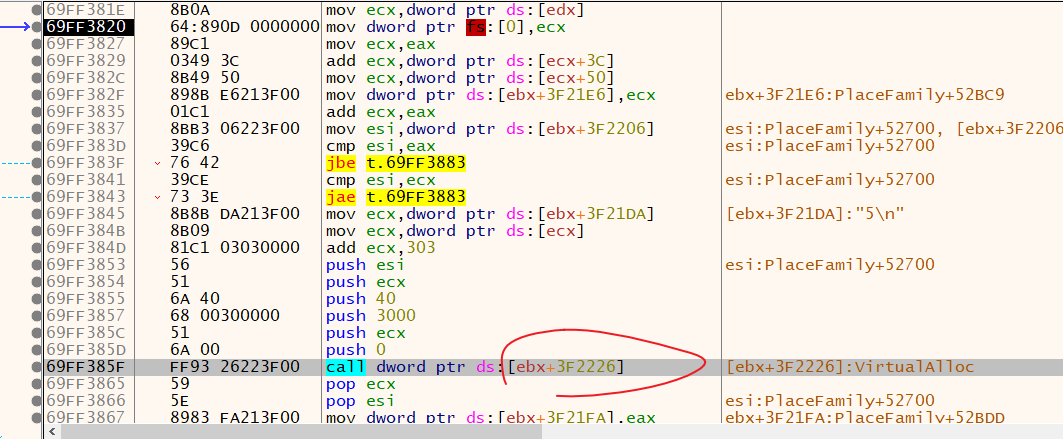 69FF381E 8B0A mov ecx,dword ptr ds:[edx]
69FF3820 64:890D 0000000 mov dword ptr fs:[0],ecx
69FF3827 89C1 mov ecx,eax
69FF3829 0349 3C add ecx,dword ptr ds:[ecx+3C]
69FF382C 8B49 50 mov ecx,dword ptr ds:[ecx+50]
69FF382F 898B E6213F00 mov dword ptr ds:[ebx+3F21E6],ecx ebx+3F21E6:PlaceFamily+52BC9
69FF3835 01C1 add ecx,eax
69FF3837 8BB3 06223F00 mov esi,dword ptr ds:[ebx+3F2206] esi:PlaceFamily+52700, [ebx+3F2206
69FF383D 39C6 cmp esi,eax esi:PlaceFamily+52700
69FF383F 76 42 jbe t.69FF3883
69FF3841 39CE cmp esi,ecx esi:PlaceFamily+52700
69FF3843 73 3E jae t.69FF3883
69FF3845 8B8B DA213F00 mov ecx,dword ptr ds:[ebx+3F21DA] [ebx+3F21DA]:"5\n"
69FF384B 8B09 mov ecx,dword ptr ds:[ecx]
69FF384D 81C1 03030000 add ecx,303
69FF3853 56 push esi esi:PlaceFamily+52700
69FF3854 51 push ecx
69FF3855 6A 40 push 40
69FF3857 68 00300000 push 3000
69FF385C 51 push ecx
69FF385D 6A 00 push 0
69FF385F FF93 26223F00 call dword ptr ds:[ebx+3F2226] [ebx+3F2226]:VirtualAlloc
69FF3865 59 pop ecx
69FF3866 5E pop esi esi:PlaceFamily+52700
69FF3867 8983 FA213F00 mov dword ptr ds:[ebx+3F21FA],eax ebx+3F21FA:PlaceFamily+52BDD